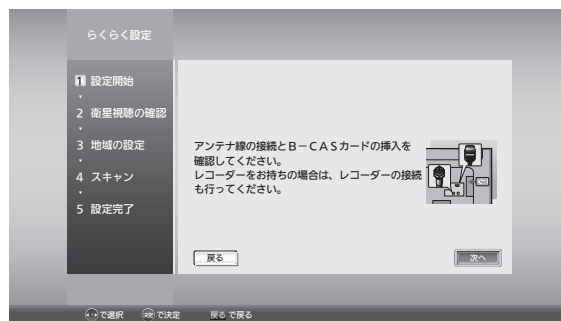 らくらく設定
1 設定開始
2 衛星視聴の確認
3 地域の設定
4 スキャン
5 設定完了
アンテナ線の接続とB－CASカードの挿入を
確認してください。
レコーダーをお持ちの場合は、レコーダーの接続
も行ってください。
戻る
次へ
で選択 決定 で決定 戻る で戻る